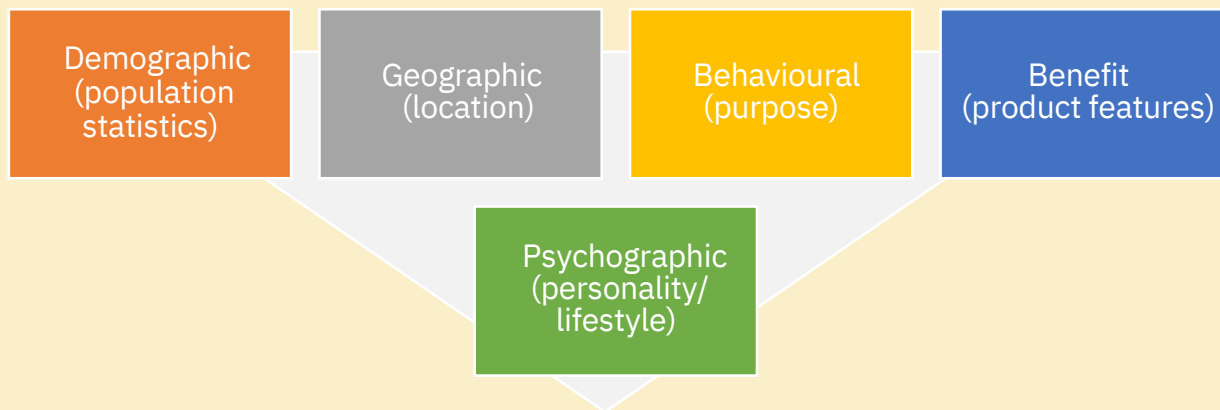 Demographic
(population
statistics)
Geographic
(location)
Behavioural
(purpose)
Benefit
(product features)
Psychographic
(personality/
lifestyle)